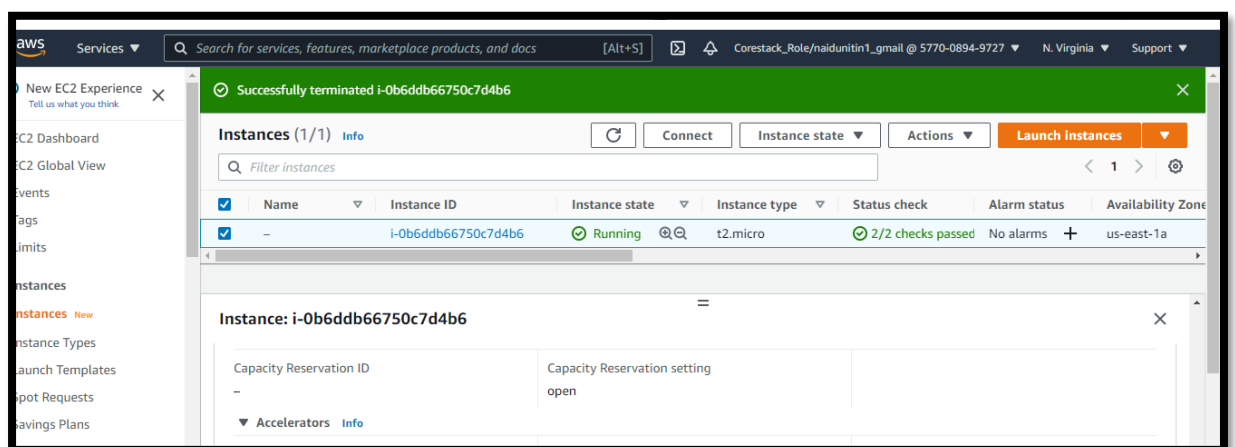 aws Services ▼ Search for services, features, marketplace products, and docs [Alt+S] Corestack_Role/naidunitin1_gmail @ 5770-0894-9727 ▼ N. Virginia ▼ Support ▼
New EC2 Experience
Tell us what you think
EC2 Dashboard
EC2 Global View
Events
Tags
Limits
Instances
Instances New
Instance Types
Launch Templates
Spot Requests
Savings Plans
Successfully terminated i-0b6ddb66750c7d4b6
Instances (1/1) Info Connect Instance state ▼ Actions ▼ Launch instances ▼
Filter instances < 1 >
Name Instance ID Instance state Instance type Status check Alarm status Availability Zone
– i-0b6ddb66750c7d4b6 Running t2.micro 2/2 checks passed No alarms + us-east-1a
Instance: i-0b6ddb66750c7d4b6
Capacity Reservation ID Capacity Reservation setting
– open
▼ Accelerators Info